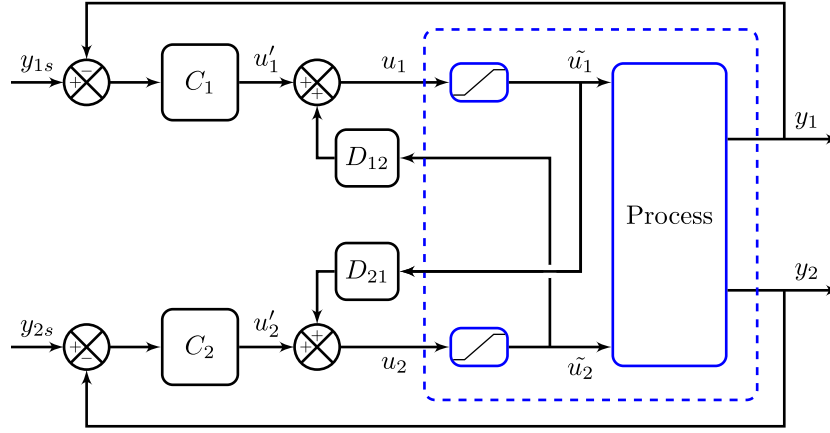 y1s
+
−
C1
u′1
+
+
u1
ũ1
y1
D12
Process
D21
y2s
+
−
C2
u′2
+
+
u2
ũ2
y2